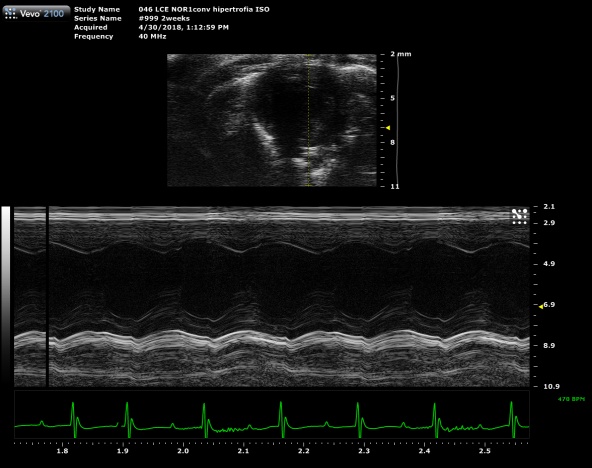 Vevo 2100
Study Name 046 LCE NOR1conv hipertrofia ISO
Series Name #999 2weeks
Acquired 4/30/2018, 1:12:59 PM
Frequency 40 MHz
2 mm
5
8
11
2.1
2.9
4.9
6.9
8.9
10.9
470 BPM
1.8 1.9 2.0 2.1 2.2 2.3 2.4 2.5